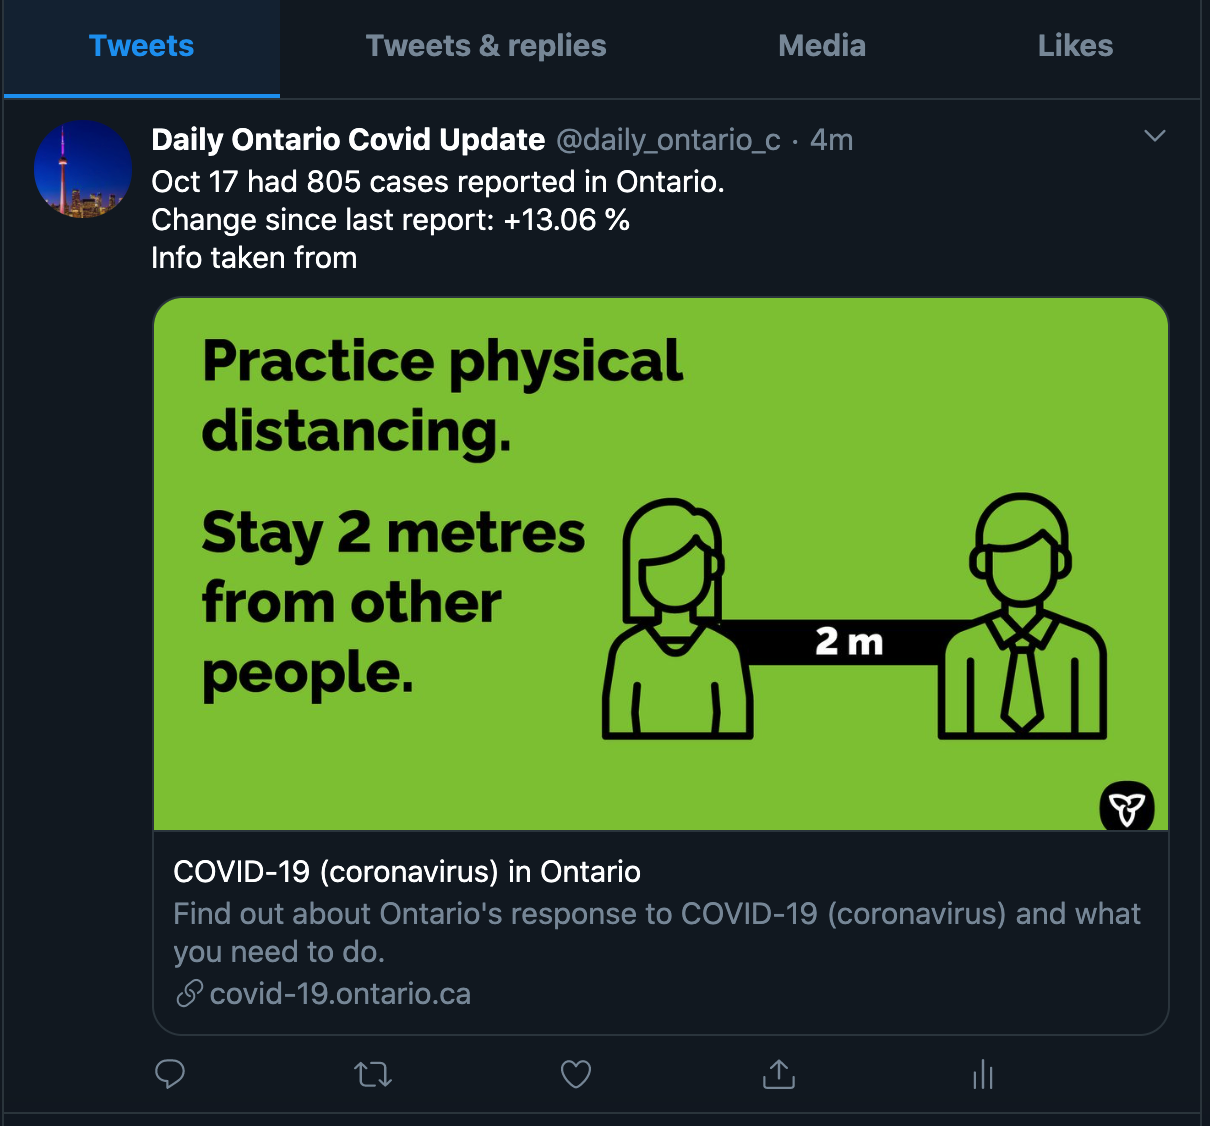 Tweets
Tweets & replies
Media
Likes
Daily Ontario Covid Update @daily_ontario_c · 4m
Oct 17 had 805 cases reported in Ontario.
Change since last report: +13.06 %
Info taken from
Practice physical
distancing.
Stay 2 metres
from other
people.
2 m
COVID-19 (coronavirus) in Ontario
Find out about Ontario's response to COVID-19 (coronavirus) and what
you need to do.
covid-19.ontario.ca